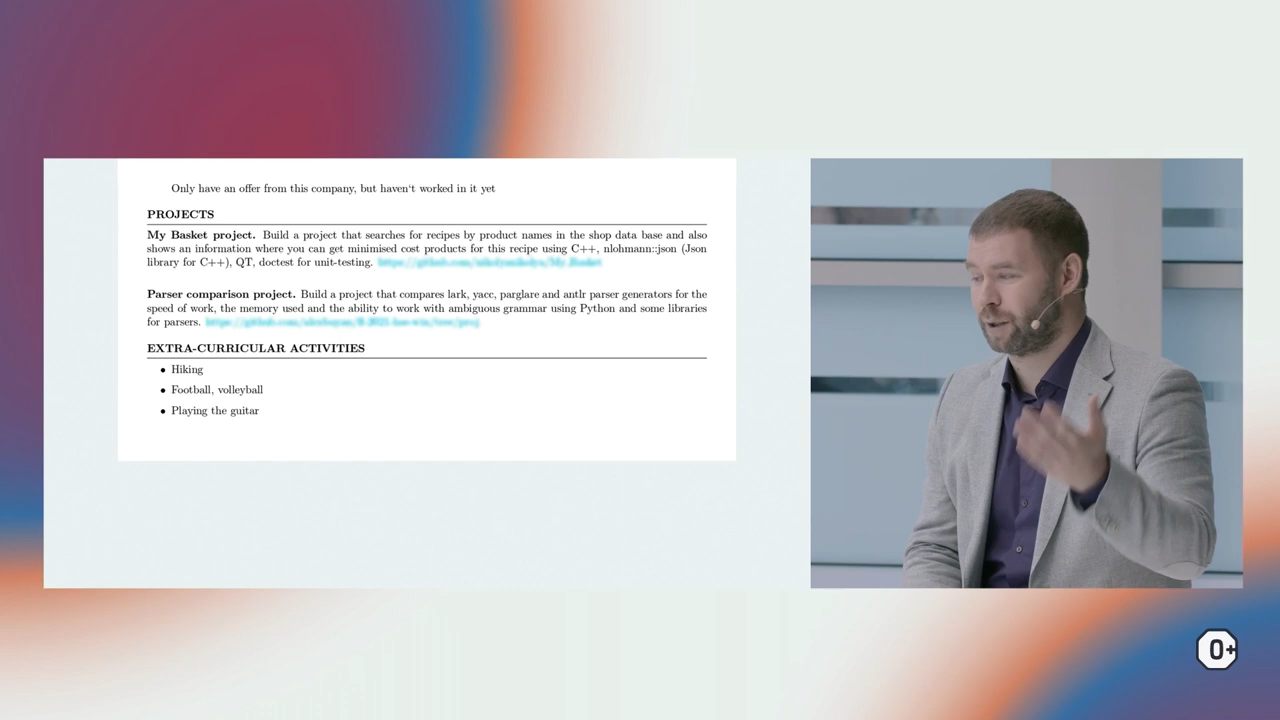 Only have an offer from this company, but haven‘t worked in it yet
PROJECTS
My Basket project. Build a project that searches for recipes by product names in the shop data base and also
shows an information where you can get minimised cost products for this recipe using C++, nlohmann::json (Json
library for C++), QT, doctest for unit-testing.
Parser comparison project. Build a project that compares lark, yacc, parglare and antlr parser generators for the
speed of work, the memory used and the ability to work with ambiguous grammar using Python and some libraries
for parsers.
EXTRA-CURRICULAR ACTIVITIES
• Hiking
• Football, volleyball
• Playing the guitar
0+